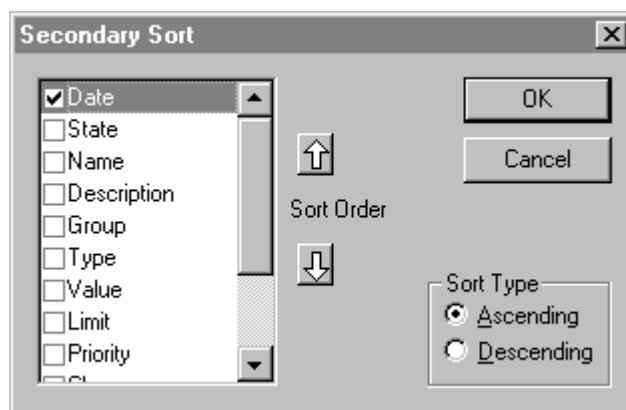 Secondary Sort
Date
State
Name
Description
Group
Type
Value
Limit
Priority
Sort Order
OK
Cancel
Sort Type
Ascending
Descending